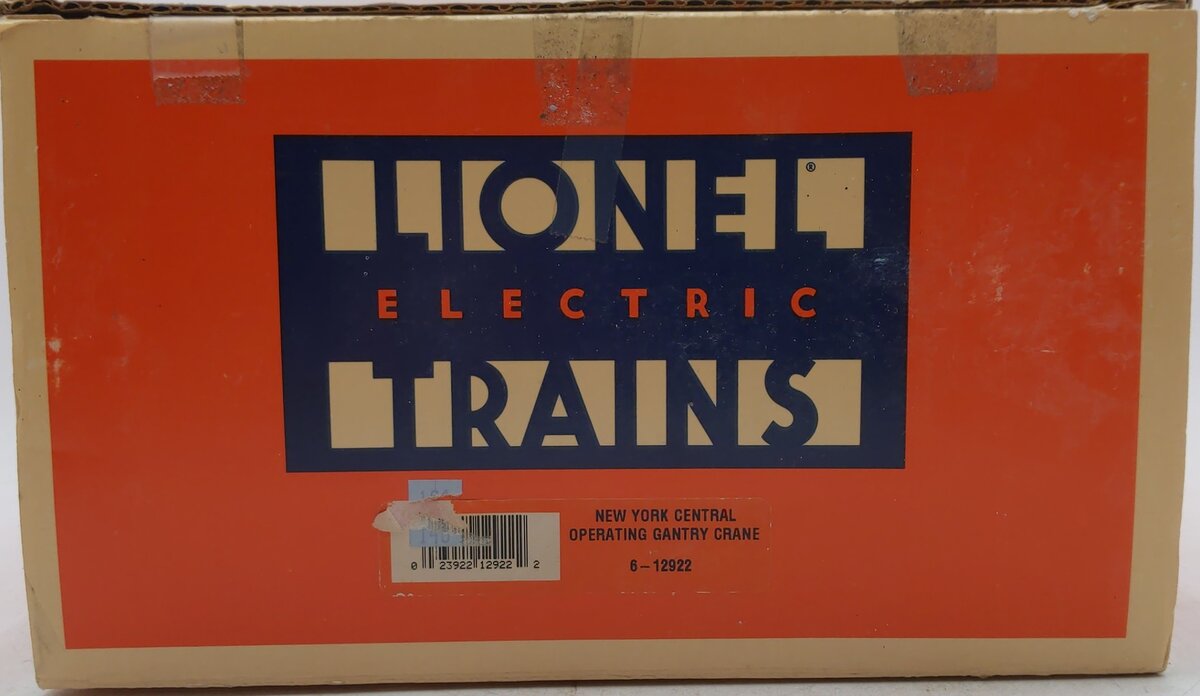 LIONEL®
ELECTRIC
TRAINS
NEW YORK CENTRAL
OPERATING GANTRY CRANE
6-12922
0 23922 12922 2